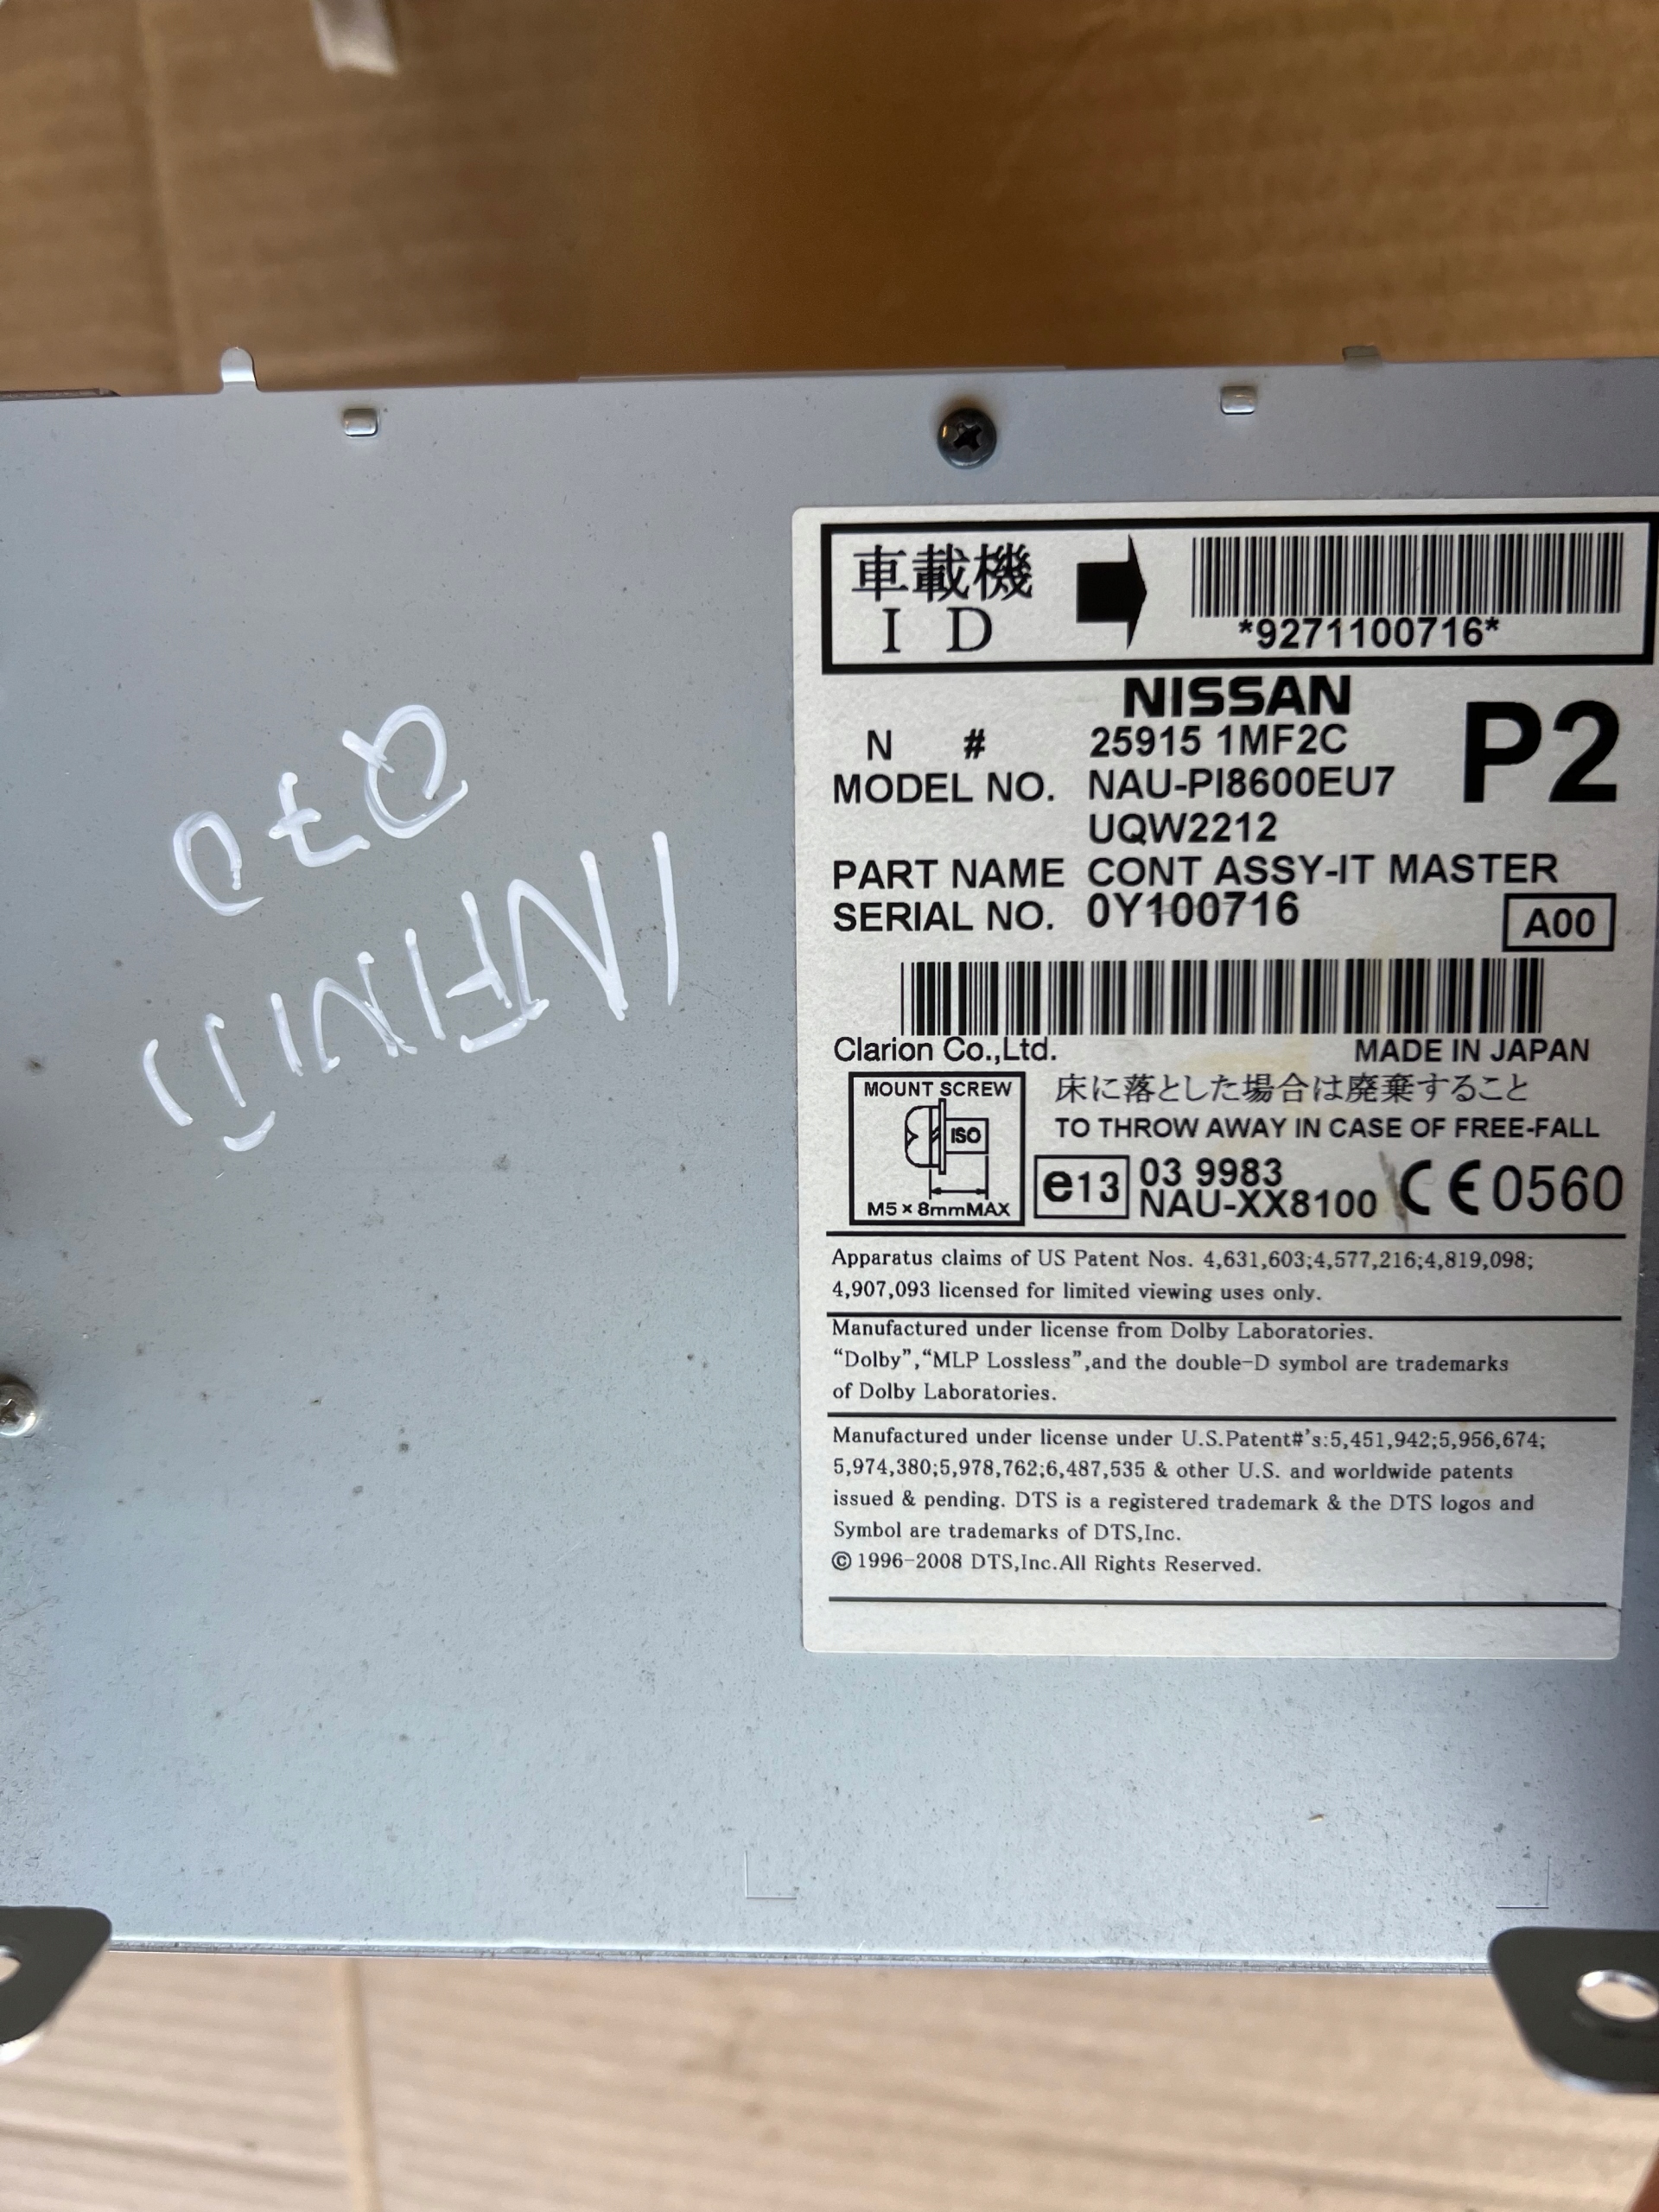 車載機
I D
*9271100716*
NISSAN
P2
N # 25915 1MF2C
MODEL NO. NAU-PI8600EU7
UQW2212
PART NAME CONT ASSY-IT MASTER
SERIAL NO. 0Y100716
A00
Clarion Co.,Ltd. MADE IN JAPAN
MOUNT SCREW
ISO
M5 × 8mmMAX
床に落とした場合は廃棄すること
TO THROW AWAY IN CASE OF FREE-FALL
e13 03 9983
NAU-XX8100
CE0560
Apparatus claims of US Patent Nos. 4,631,603;4,577,216;4,819,098;
4,907,093 licensed for limited viewing uses only.
Manufactured under license from Dolby Laboratories.
“Dolby”,“MLP Lossless”,and the double-D symbol are trademarks
of Dolby Laboratories.
Manufactured under license under U.S.Patent#'s:5,451,942;5,956,674;
5,974,380;5,978,762;6,487,535 & other U.S. and worldwide patents
issued & pending. DTS is a registered trademark & the DTS logos and
Symbol are trademarks of DTS,Inc.
© 1996-2008 DTS,Inc.All Rights Reserved.
INFINITI
Q70